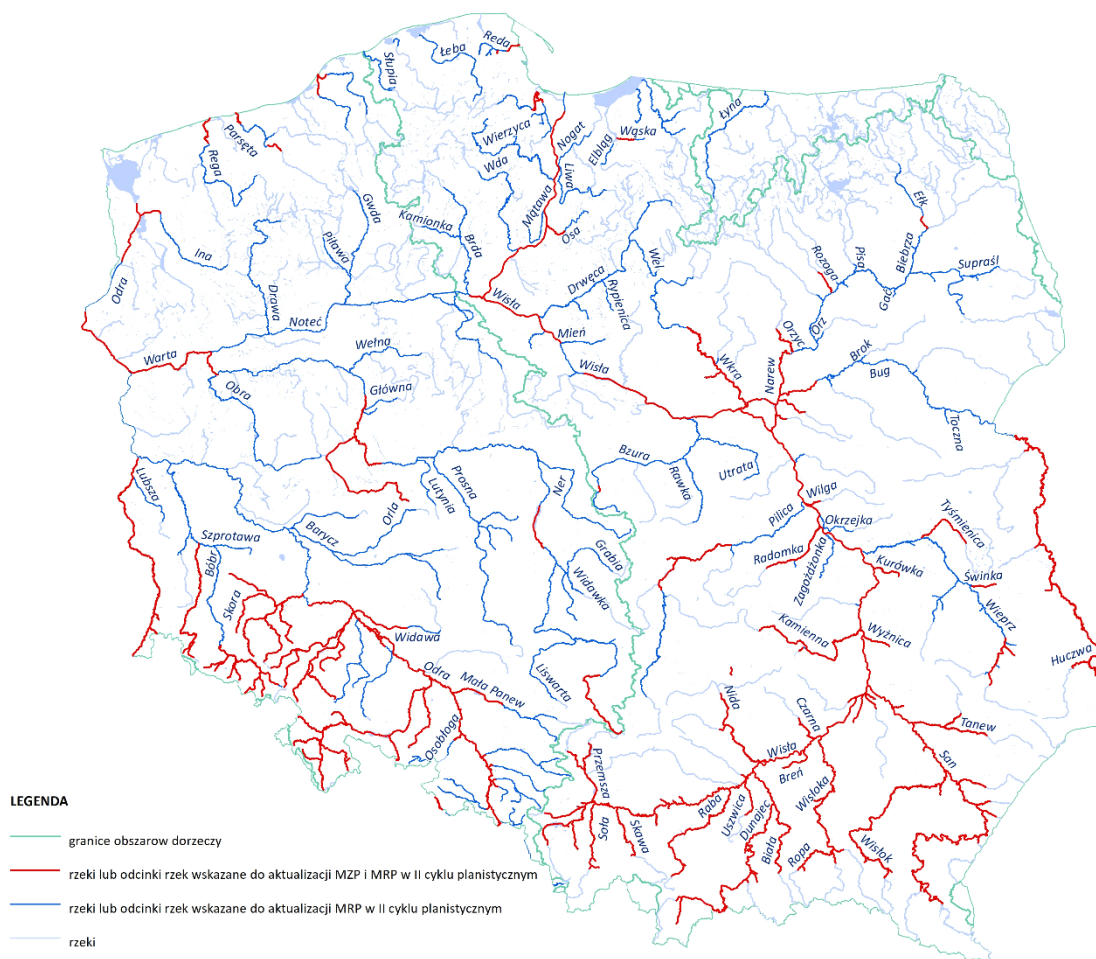 Reda
Łeba
Słupia
Łyna
Nogat
Wąska
Wierzyca
Elbląg
Parsęta
Rega
Wda
Liwa
Mątawa
Ełk
Gwda
Kamionka
Osa
Brda
Piława
Ina
Wel
Rozoga
Pisa
Biebrza
Supraśl
Drwęca
Odra
Drawa
Rypienica
Gać
Wisła
Noteć
Mień
Orzyc
Orz
Wełna
Warta
Wkra
Narew
Brok
Wisła
Bug
Główna
Obra
Toczna
Bzura
Rawka
Utrata
Lubsza
Prosna
Ner
Lutynia
Wilga
Orla
Pilica
Okrzejka
Tyśmienica
Barycz
Szprotawa
Grabia
Radomka
Zagożdżonka
Kurówka
Świnka
Bóbr
Widawka
Skora
Wieprz
Kamienna
Wyżnica
Widawa
Huczwa
Odra
Liswarta
Mała Panew
Nida
Czarna
Tanew
Osobłoga
Przemsza
Wisła
San
Breń
Wisłoka
Raba
Uszwica
Dunajec
Soła
Skawa
Biała
Ropa
Wisłok
LEGENDA
granice obszarow dorzeczy
rzeki lub odcinki rzek wskazane do aktualizacji MZP i MRP w II cyklu planistycznym
rzeki lub odcinki rzek wskazane do aktualizacji MRP w II cyklu planistycznym
rzeki